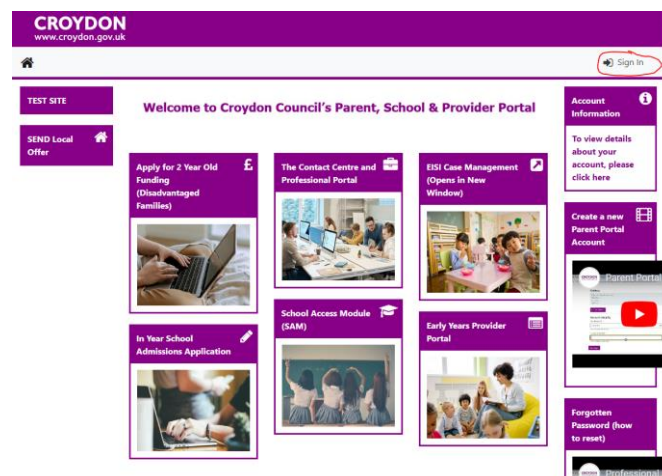 CROYDON
www.croydon.gov.uk
Sign In
TEST SITE
SEND Local
Offer
Welcome to Croydon Council's Parent, School & Provider Portal
Apply for 2 Year Old
Funding
(Disadvantaged
Families)
The Contact Centre and
Professional Portal
EISI Case Management
(Opens in New
Window)
In Year School
Admissions Application
School Access Module
(SAM)
Early Years Provider
Portal
Account
Information
To view details
about your
account, please
click here
Create a new
Parent Portal
Account
Parent Portal
Forgotten
Password (how
to reset)
Professional